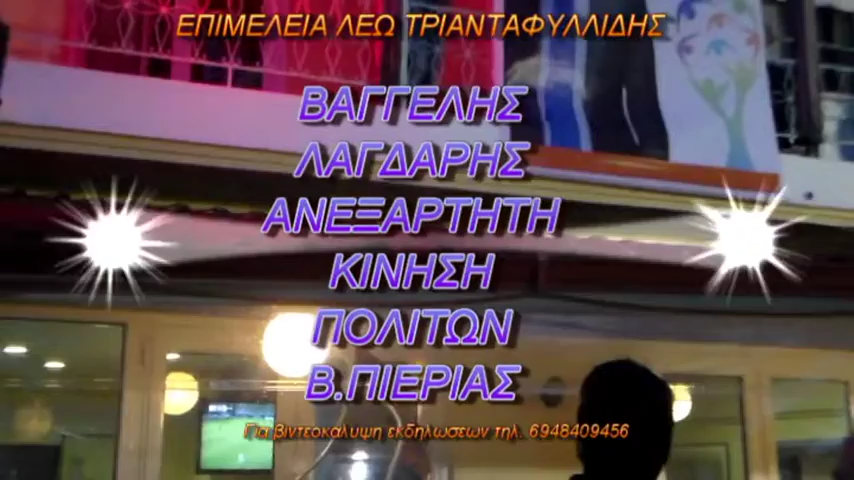 ΕΠΙΜΕΛΕΙΑ ΛΕΩ ΤΡΙΑΝΤΑΦΥΛΛΙΔΗΣ
ΒΑΓΓΕΛΗΣ
ΛΑΓΔΑΡΗΣ
ΑΝΕΞΑΡΤΗΤΗ
ΚΙΝΗΣΗ
ΠΟΛΙΤΩΝ
Β.ΠΙΕΡΙΑΣ
Για βιντεοκαλυψη εκδηλωσεων τηλ. 6948409456